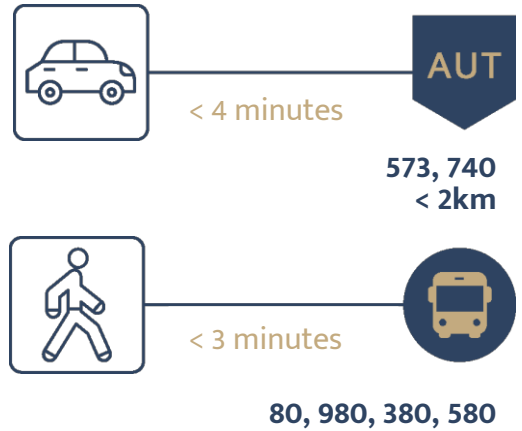 AUT
< 4 minutes
573, 740
< 2km
< 3 minutes
80, 980, 380, 580